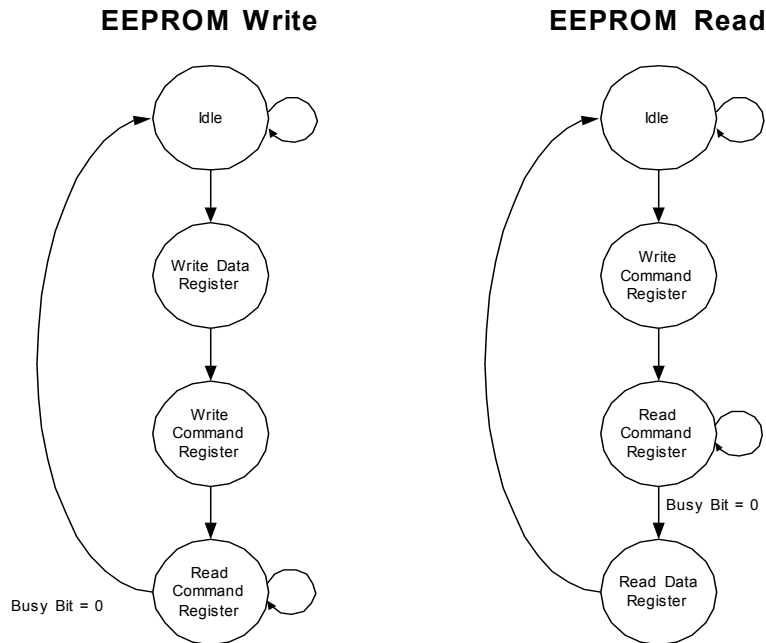 EEPROM Write
Idle
Write Data
Register
Write
Command
Register
Read
Command
Register
Busy Bit = 0
EEPROM Read
Idle
Write
Command
Register
Read
Command
Register
Busy Bit = 0
Read Data
Register